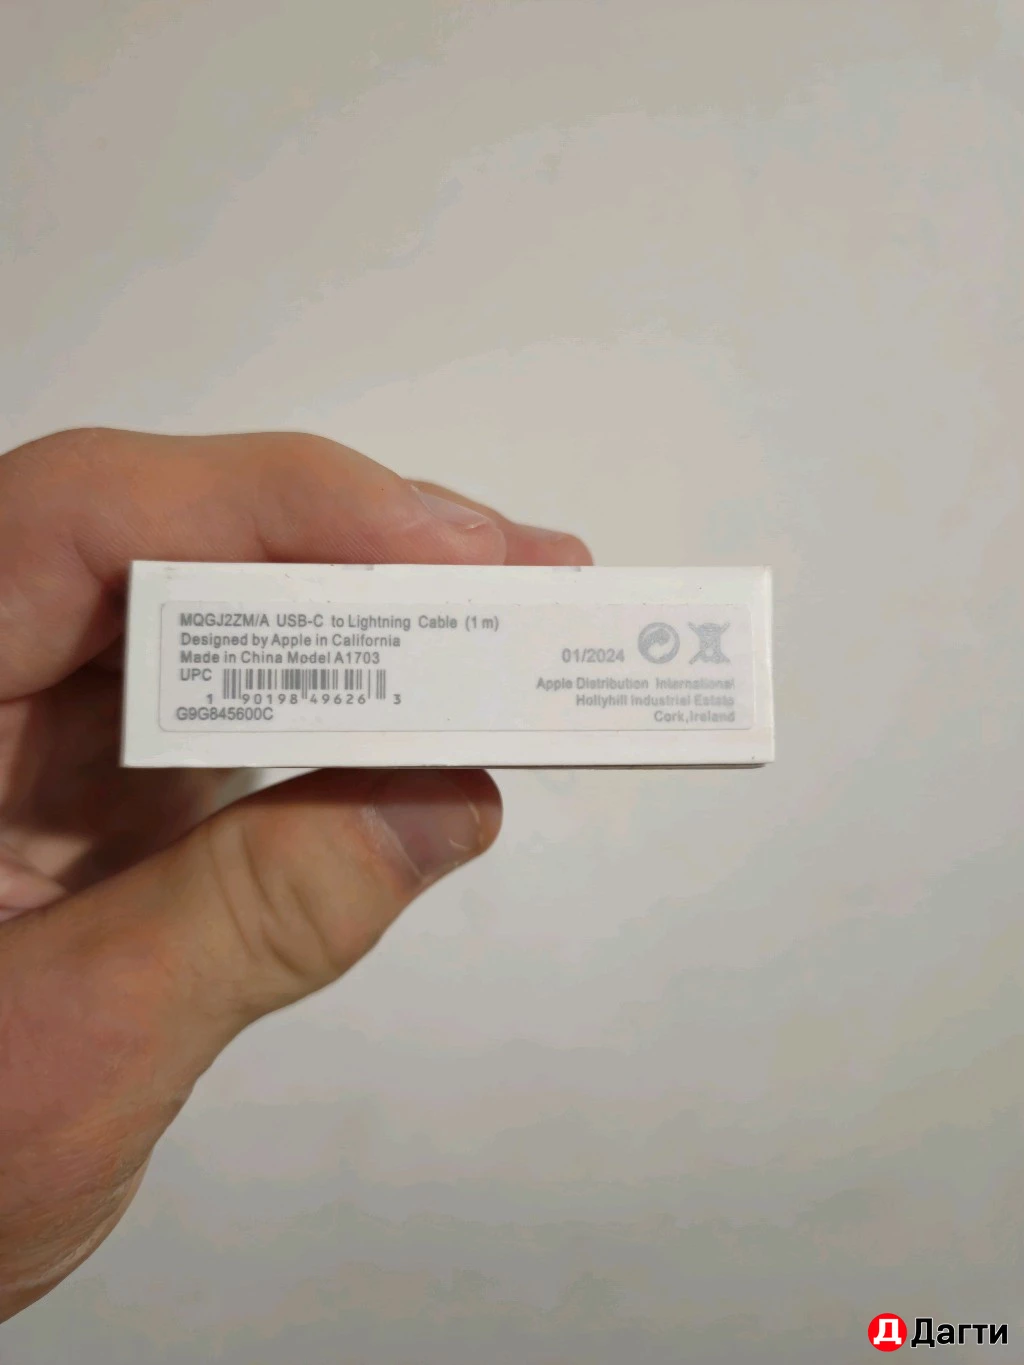 MQGJ2ZM/A USB-C to Lightning Cable (1 m)
Designed by Apple in California
Made in China Model A1703
UPC
1 90198 49626 3
G9G845600C
01/2024
Apple Distribution International
Hollyhill Industrial Estate
Cork,Ireland
Д Дагти